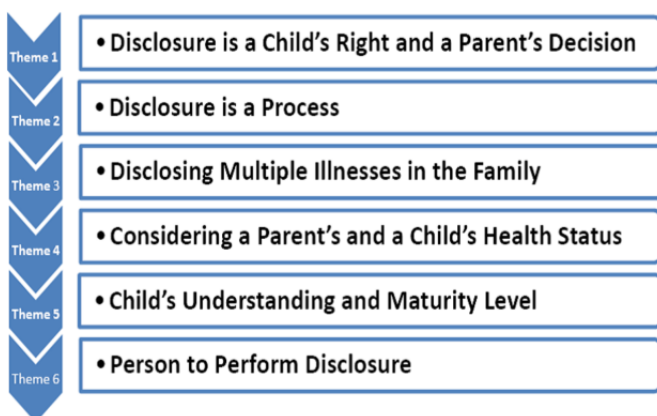 Theme 1
• Disclosure is a Child's Right and a Parent's Decision
Theme 2
• Disclosure is a Process
Theme 3
• Disclosing Multiple Illnesses in the Family
Theme 4
• Considering a Parent's and a Child's Health Status
Theme 5
• Child's Understanding and Maturity Level
Theme 6
• Person to Perform Disclosure